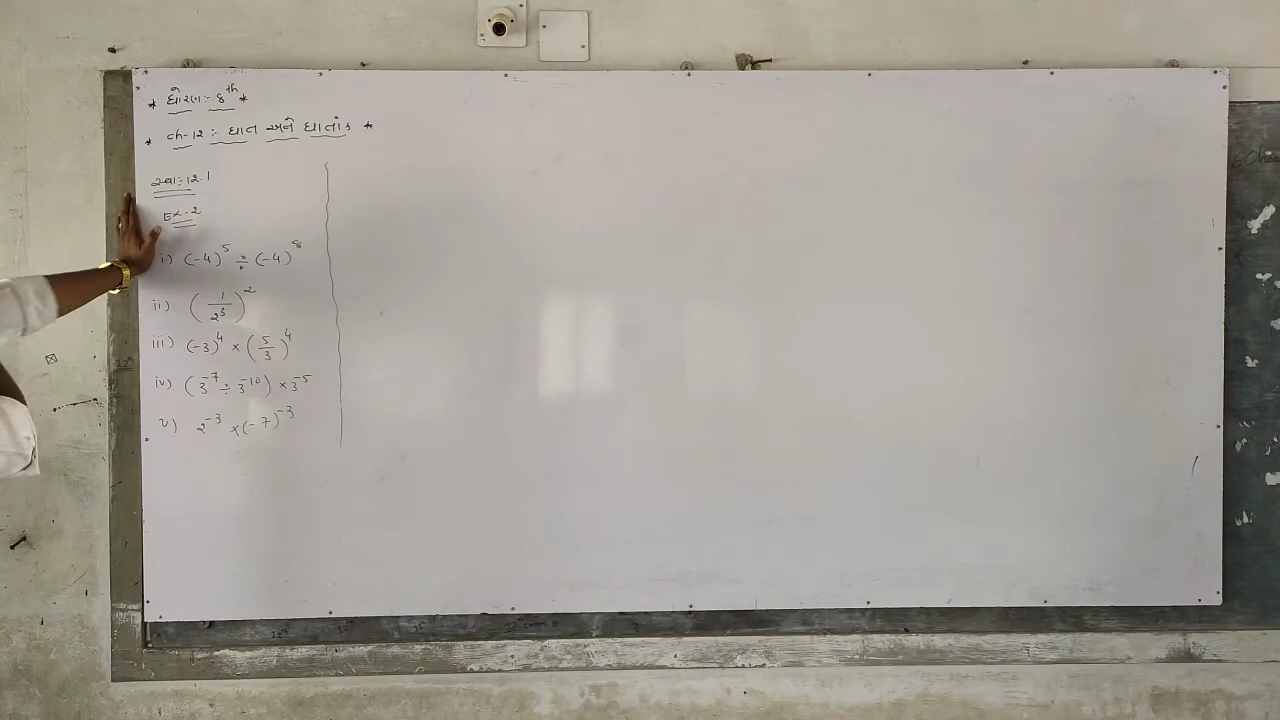 * ધોરણ :- 8th *
* ch-12 :- ઘાત અને ઘાતાંક *
સ્વા :- 12.1
દા.-2
i) (-4)^5 ÷ (-4)^8
ii) (1/2^3)^2
iii) (-3)^4 × (5/3)^4
iv) (3^-7 ÷ 3^-10) × 3^-5
v) 2^-3 × (-7)^-3
12th